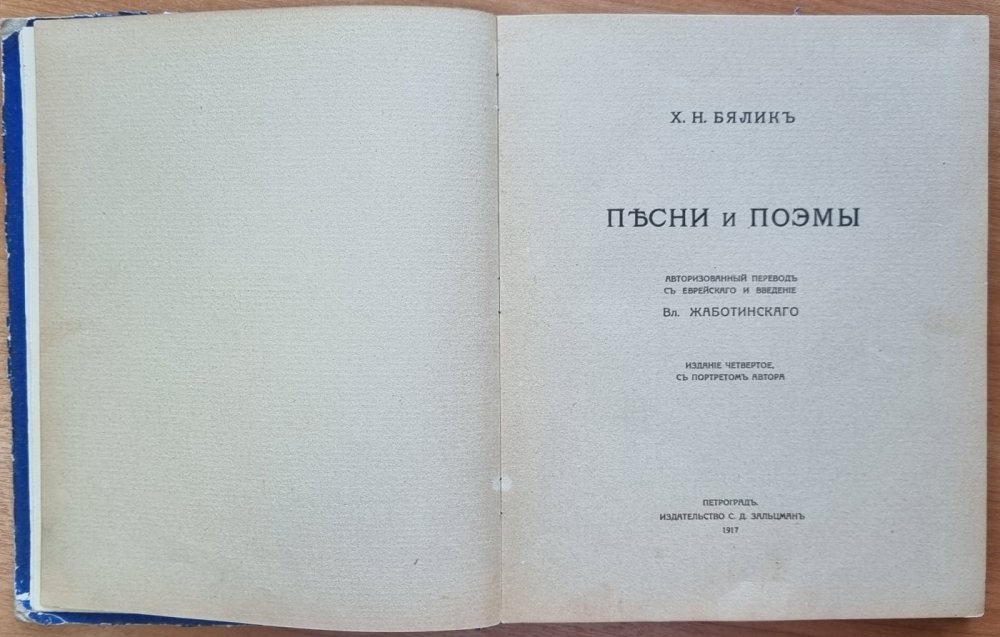 Х. Н. БЯЛИКЪ
ПѢСНИ и ПОЭМЫ
АВТОРИЗОВАННЫЙ ПЕРЕВОДЪ
СЪ ЕВРЕЙСКАГО И ВВЕДЕНІЕ
Вл. ЖАБОТИНСКАГО
ИЗДАНІЕ ЧЕТВЕРТОЕ,
СЪ ПОРТРЕТОМЪ АВТОРА
ПЕТРОГРАДЪ.
ИЗДАТЕЛЬСТВО С. Д. ЗАЛЬЦМАНЪ
1917